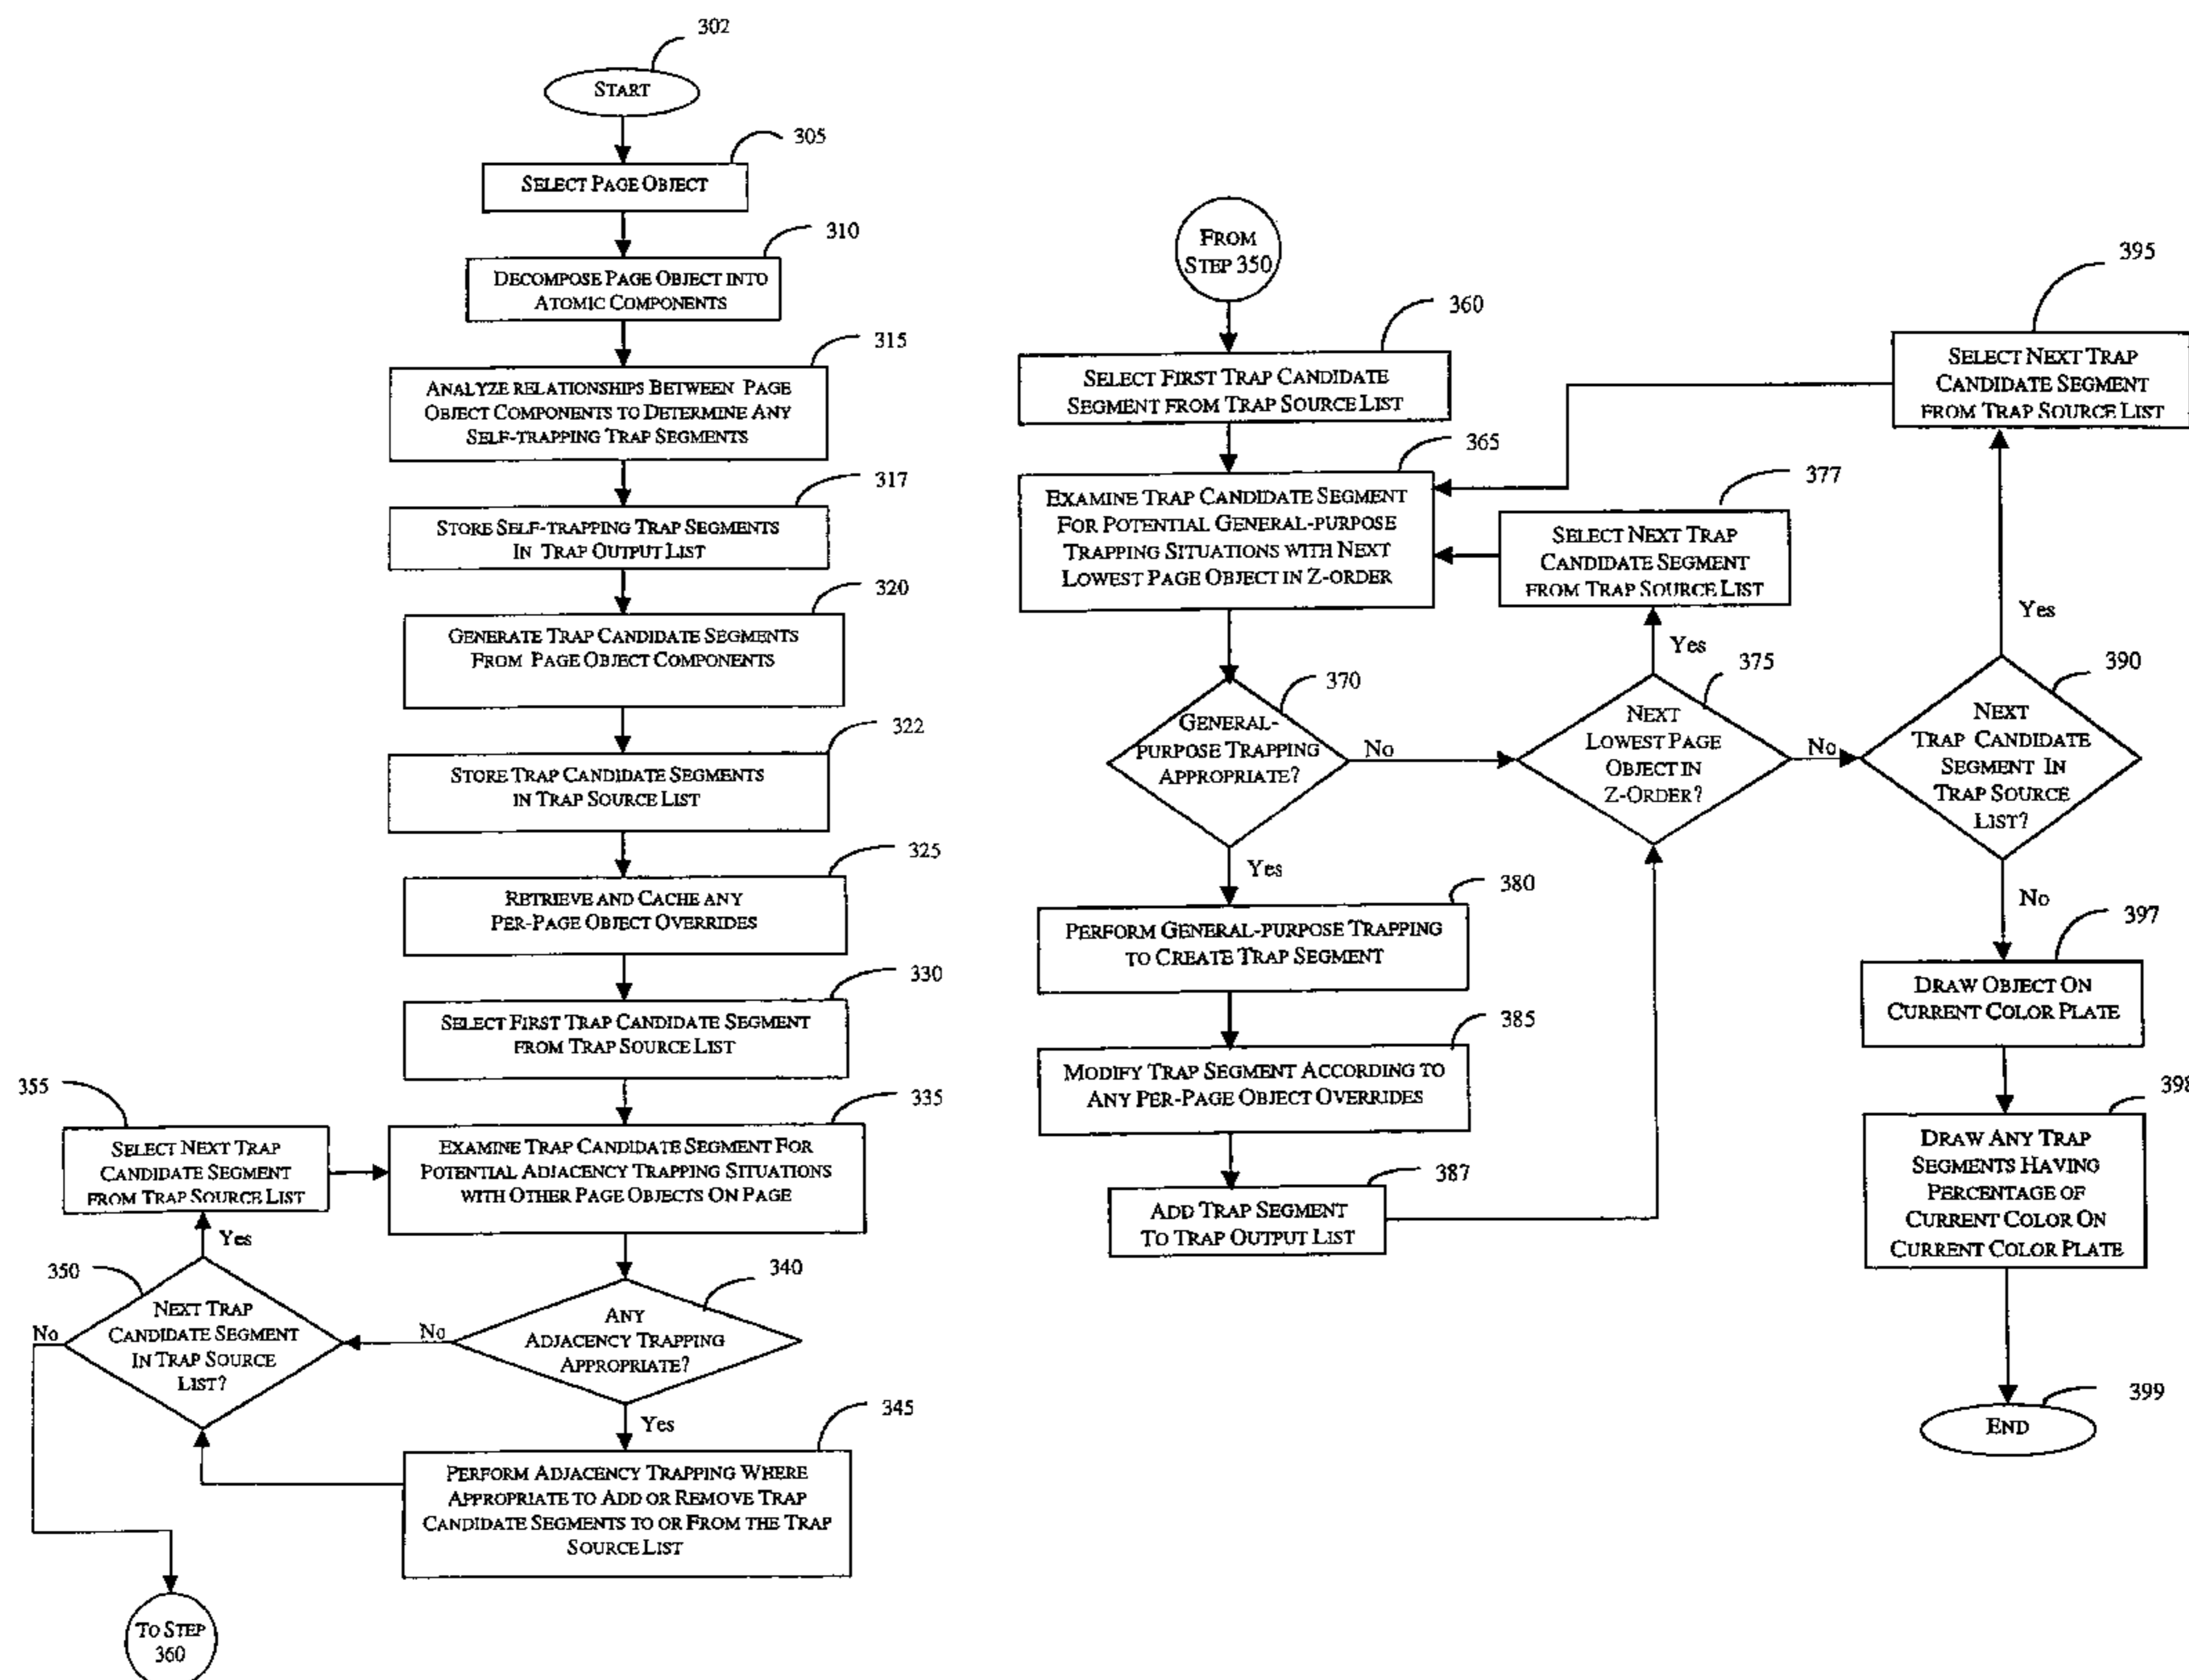 302
START
305
SELECT PAGE OBJECT
310
DECOMPOSE PAGE OBJECT INTO
ATOMIC COMPONENTS
315
ANALYZE RELATIONSHIPS BETWEEN PAGE
OBJECT COMPONENTS TO DETERMINE ANY
SELF-TRAPPING TRAP SEGMENTS
317
STORE SELF-TRAPPING TRAP SEGMENTS
IN TRAP OUTPUT LIST
320
GENERATE TRAP CANDIDATE SEGMENTS
FROM PAGE OBJECT COMPONENTS
322
STORE TRAP CANDIDATE SEGMENTS
IN TRAP SOURCE LIST
325
RETRIEVE AND CACHE ANY
PER-PAGE OBJECT OVERRIDES
330
SELECT FIRST TRAP CANDIDATE SEGMENT
FROM TRAP SOURCE LIST
335
EXAMINE TRAP CANDIDATE SEGMENT FOR
POTENTIAL ADJACENCY TRAPPING SITUATIONS
WITH OTHER PAGE OBJECTS ON PAGE
355
SELECT NEXT TRAP
CANDIDATE SEGMENT
FROM TRAP SOURCE LIST
Yes
340
ANY
ADJACENCY TRAPPING
APPROPRIATE?
No
Yes
350
NEXT TRAP
CANDIDATE SEGMENT
IN TRAP SOURCE
LIST?
No
345
PERFORM ADJACENCY TRAPPING WHERE
APPROPRIATE TO ADD OR REMOVE TRAP
CANDIDATE SEGMENTS TO OR FROM THE TRAP
SOURCE LIST
TO STEP
360
FROM
STEP 350
360
SELECT FIRST TRAP CANDIDATE
SEGMENT FROM TRAP SOURCE LIST
365
EXAMINE TRAP CANDIDATE SEGMENT
FOR POTENTIAL GENERAL-PURPOSE
TRAPPING SITUATIONS WITH NEXT
LOWEST PAGE OBJECT IN Z-ORDER
370
GENERAL-
PURPOSE TRAPPING
APPROPRIATE?
No
Yes
377
SELECT NEXT TRAP
CANDIDATE SEGMENT
FROM TRAP SOURCE LIST
Yes
375
NEXT
LOWEST PAGE
OBJECT IN
Z-ORDER?
No
380
PERFORM GENERAL-PURPOSE TRAPPING
TO CREATE TRAP SEGMENT
385
MODIFY TRAP SEGMENT ACCORDING TO
ANY PER-PAGE OBJECT OVERRIDES
387
ADD TRAP SEGMENT
TO TRAP OUTPUT LIST
395
SELECT NEXT TRAP
CANDIDATE SEGMENT
FROM TRAP SOURCE LIST
Yes
390
NEXT
TRAP CANDIDATE
SEGMENT IN
TRAP SOURCE
LIST?
No
397
DRAW OBJECT ON
CURRENT COLOR PLATE
398
DRAW ANY TRAP
SEGMENTS HAVING
PERCENTAGE OF
CURRENT COLOR ON
CURRENT COLOR PLATE
399
END